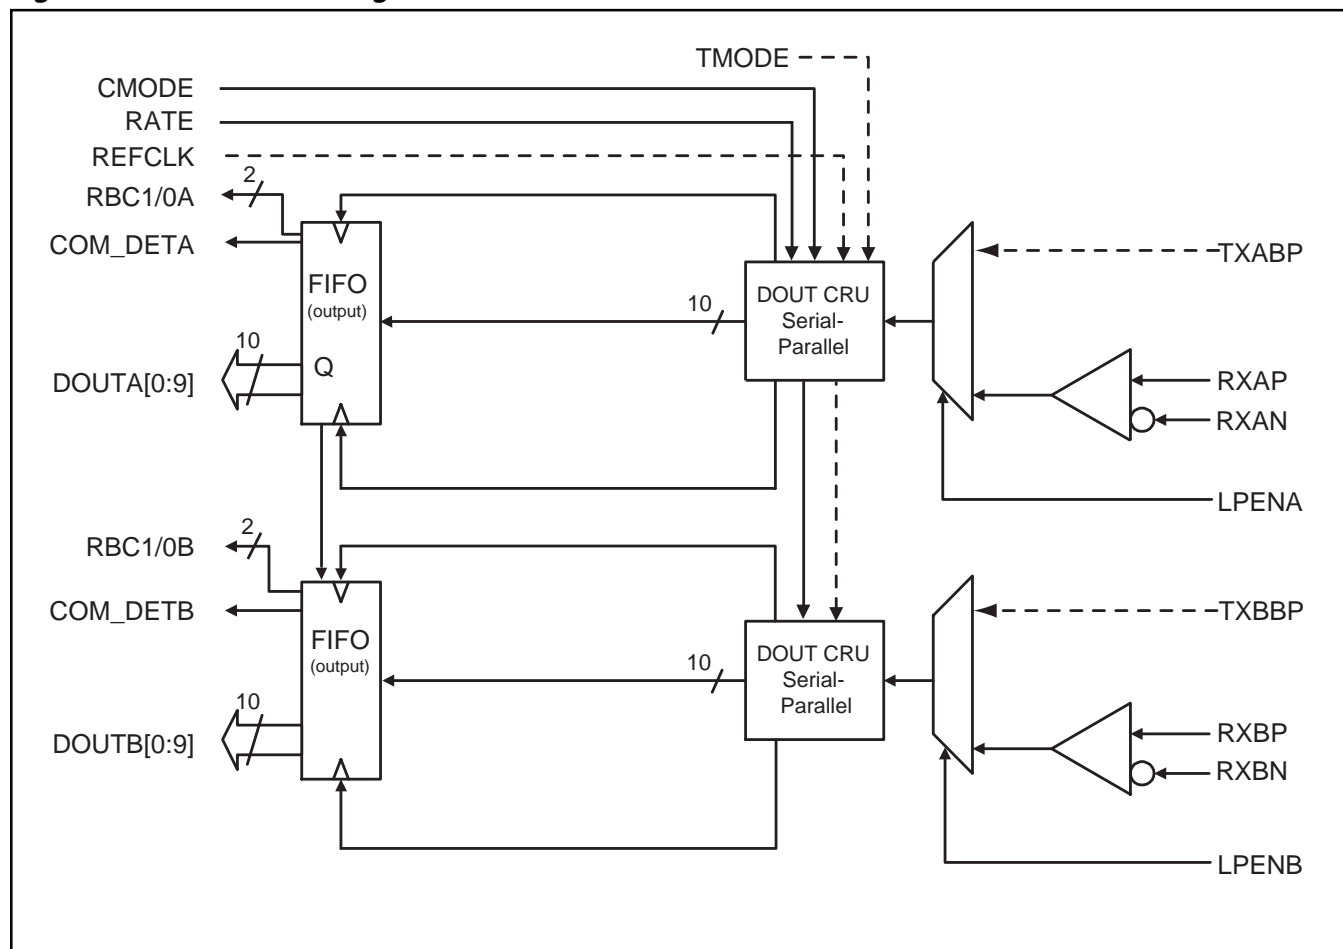 TMODE
CMODE
RATE
REFCLK
2
RBC1/0A
COM_DETA
FIFO
(output)
10
DOUTA[0:9]
Q
10
DOUT CRU
Serial-
Parallel
TXABP
RXAP
RXAN
LPENA
2
RBC1/0B
COM_DETB
FIFO
(output)
10
DOUTB[0:9]
10
DOUT CRU
Serial-
Parallel
TXBBP
RXBP
RXBN
LPENB